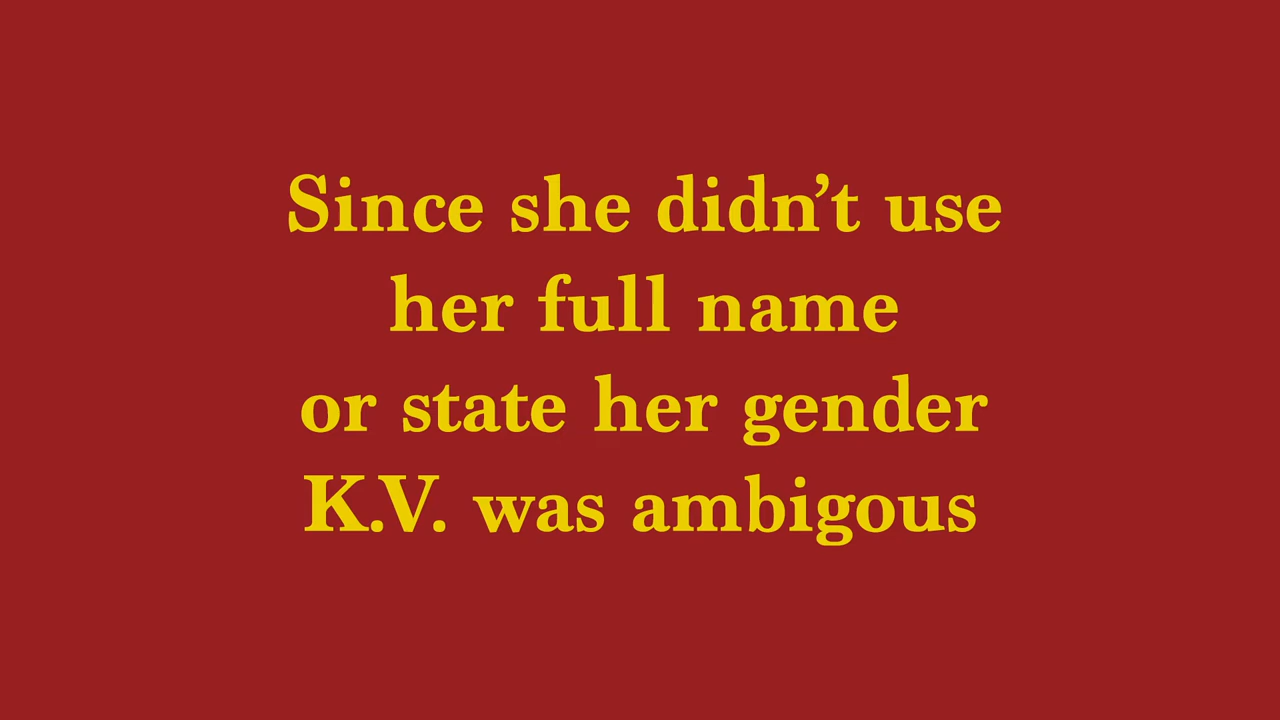 Since she didn’t use
her full name
or state her gender
K.V. was ambigous